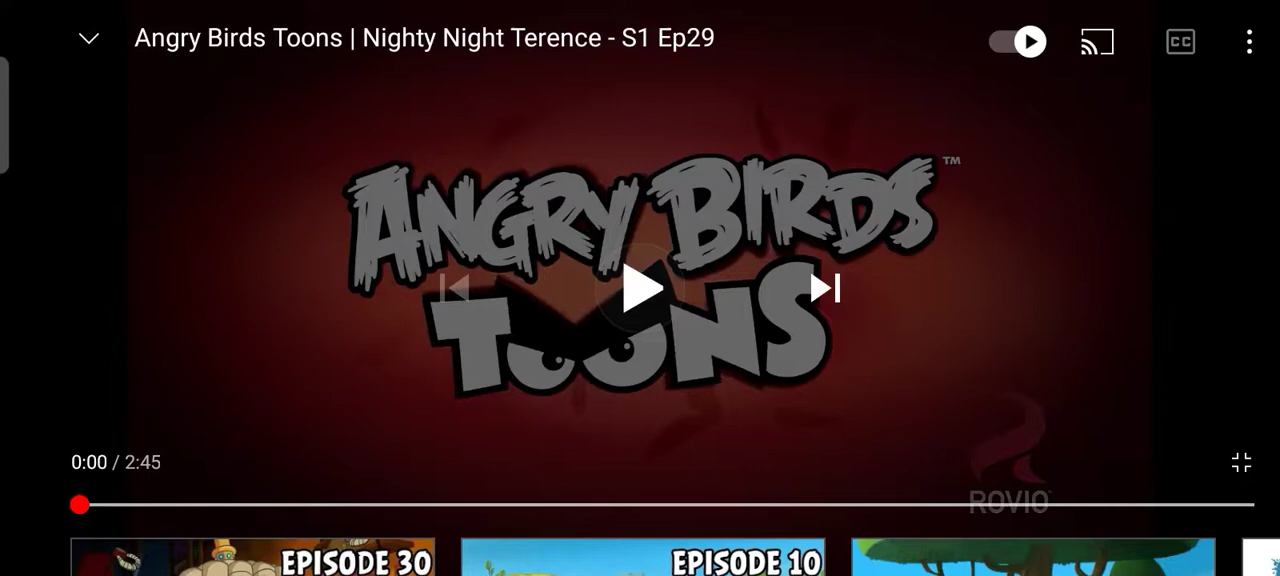 Angry Birds Toons | Nighty Night Terence - S1 Ep29
CC
ANGRY BIRDS™
TOONS
0:00 / 2:45
ROVIO
EPISODE 30
EPISODE 10